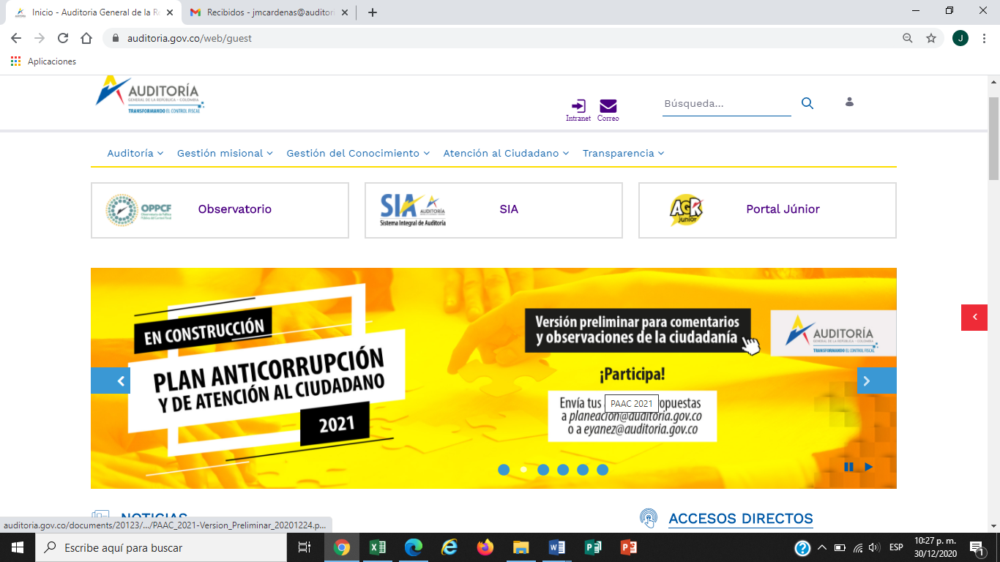 Inicio - Auditoria General de la Re
Recibidos - jmcardenas@auditori
auditoria.gov.co/web/guest
J
Aplicaciones
AUDITORÍA
GENERAL DE LA REPÚBLICA - COLOMBIA
TRANSFORMANDO EL CONTROL FISCAL
Intranet
Correo
Búsqueda...
Auditoría
Gestión misional
Gestión del Conocimiento
Atención al Ciudadano
Transparencia
OPPCF
Observatorio
SIA
AUDITORÍA
Sistema Integral de Auditoría
SIA
AGR
junior
Portal Júnior
EN CONSTRUCCIÓN
PLAN ANTICORRUPCIÓN
Y DE ATENCIÓN AL CIUDADANO
2021
Versión preliminar para comentarios
y observaciones de la ciudadanía
¡Participa!
Envía tus opuestas
PAAC 2021
a planeacion@auditoria.gov.co
o a eyanez@auditoria.gov.co
AUDITORÍA
GENERAL DE LA REPÚBLICA - COLOMBIA
TRANSFORMANDO EL CONTROL FISCAL
NOTICIAS
ACCESOS DIRECTOS
auditoria.gov.co/documents/20123/.../PAAC_2021-Version_Preliminar_20201224.p...
Escribe aquí para buscar
ESP
10:27 p. m.
30/12/2020
1